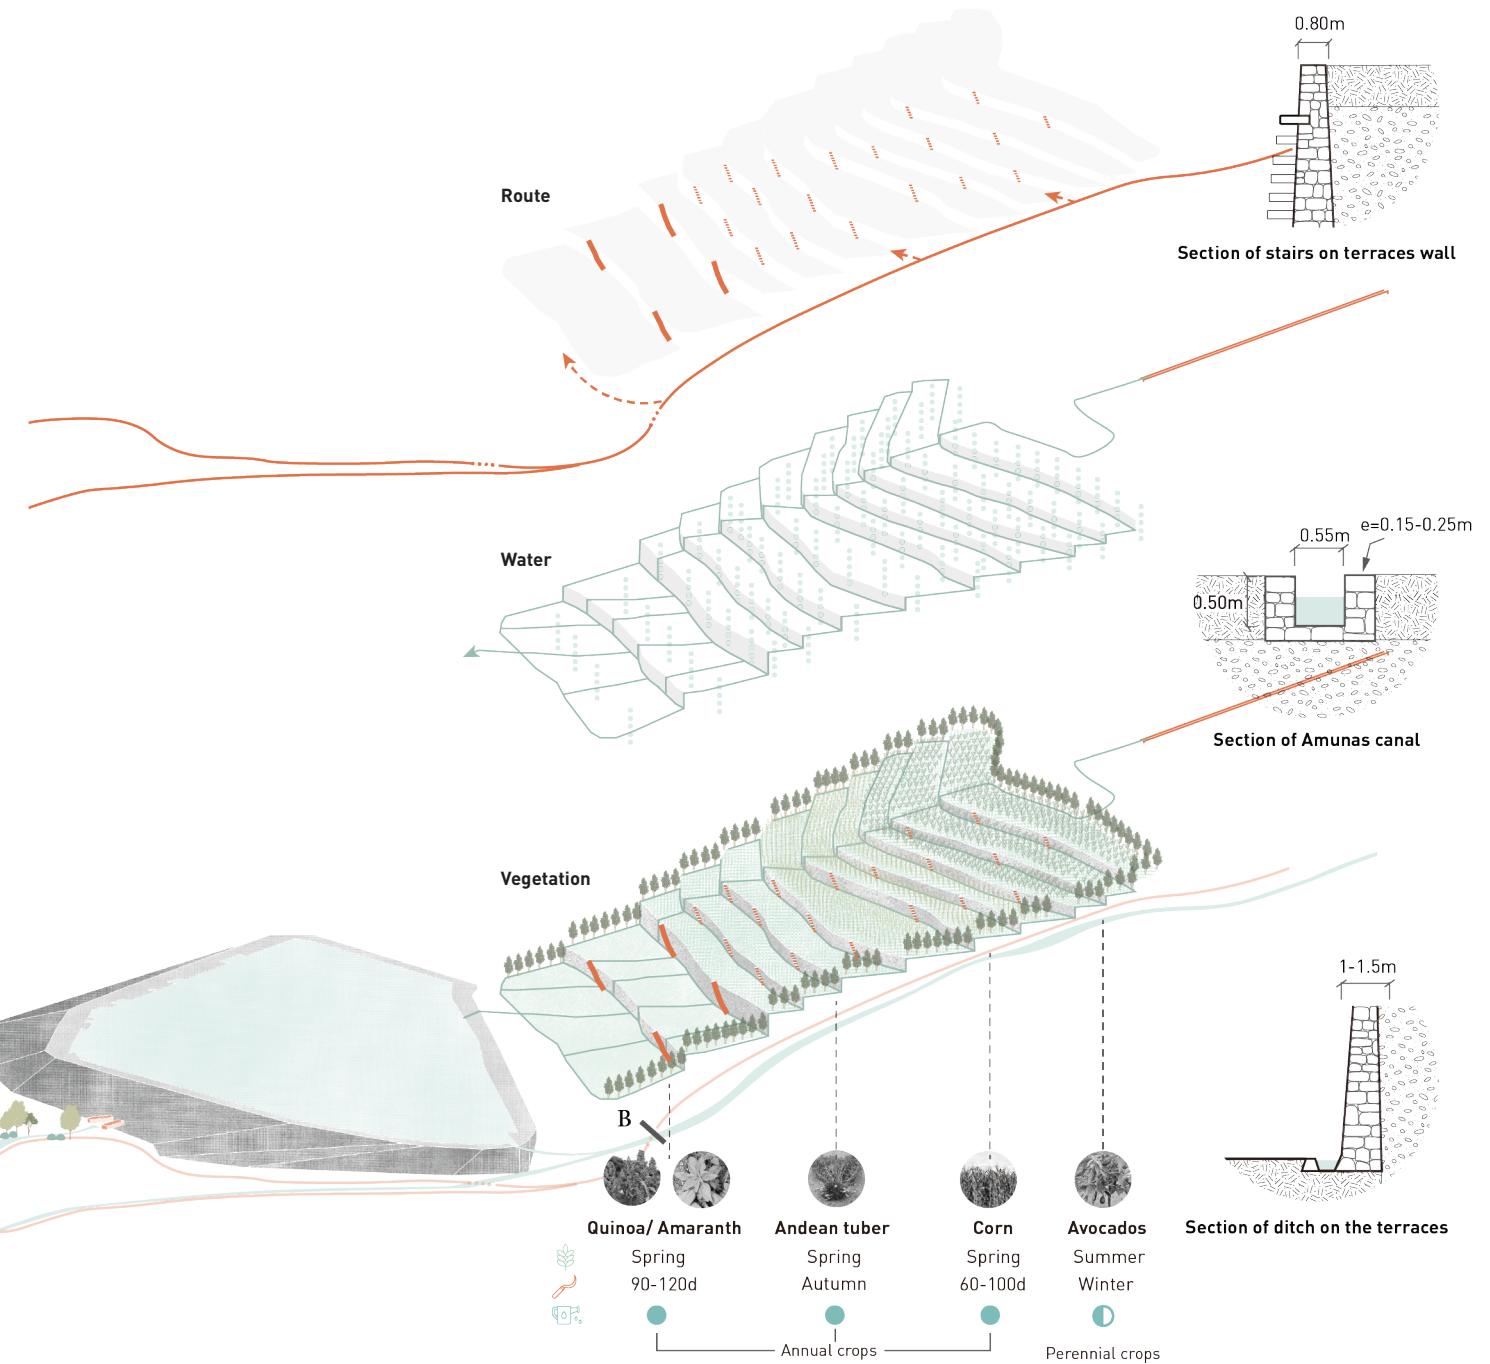 0.80m
Route
Section of stairs on terraces wall
e=0.15-0.25m
0.55m
Water
0.50m
Section of Amunas canal
Vegetation
1-1.5m
B
Quinoa/ Amaranth Andean tuber Corn Avocados
Section of ditch on the terraces
Spring Spring Spring Summer
90-120d Autumn 60-100d Winter
Annual crops
Perennial crops